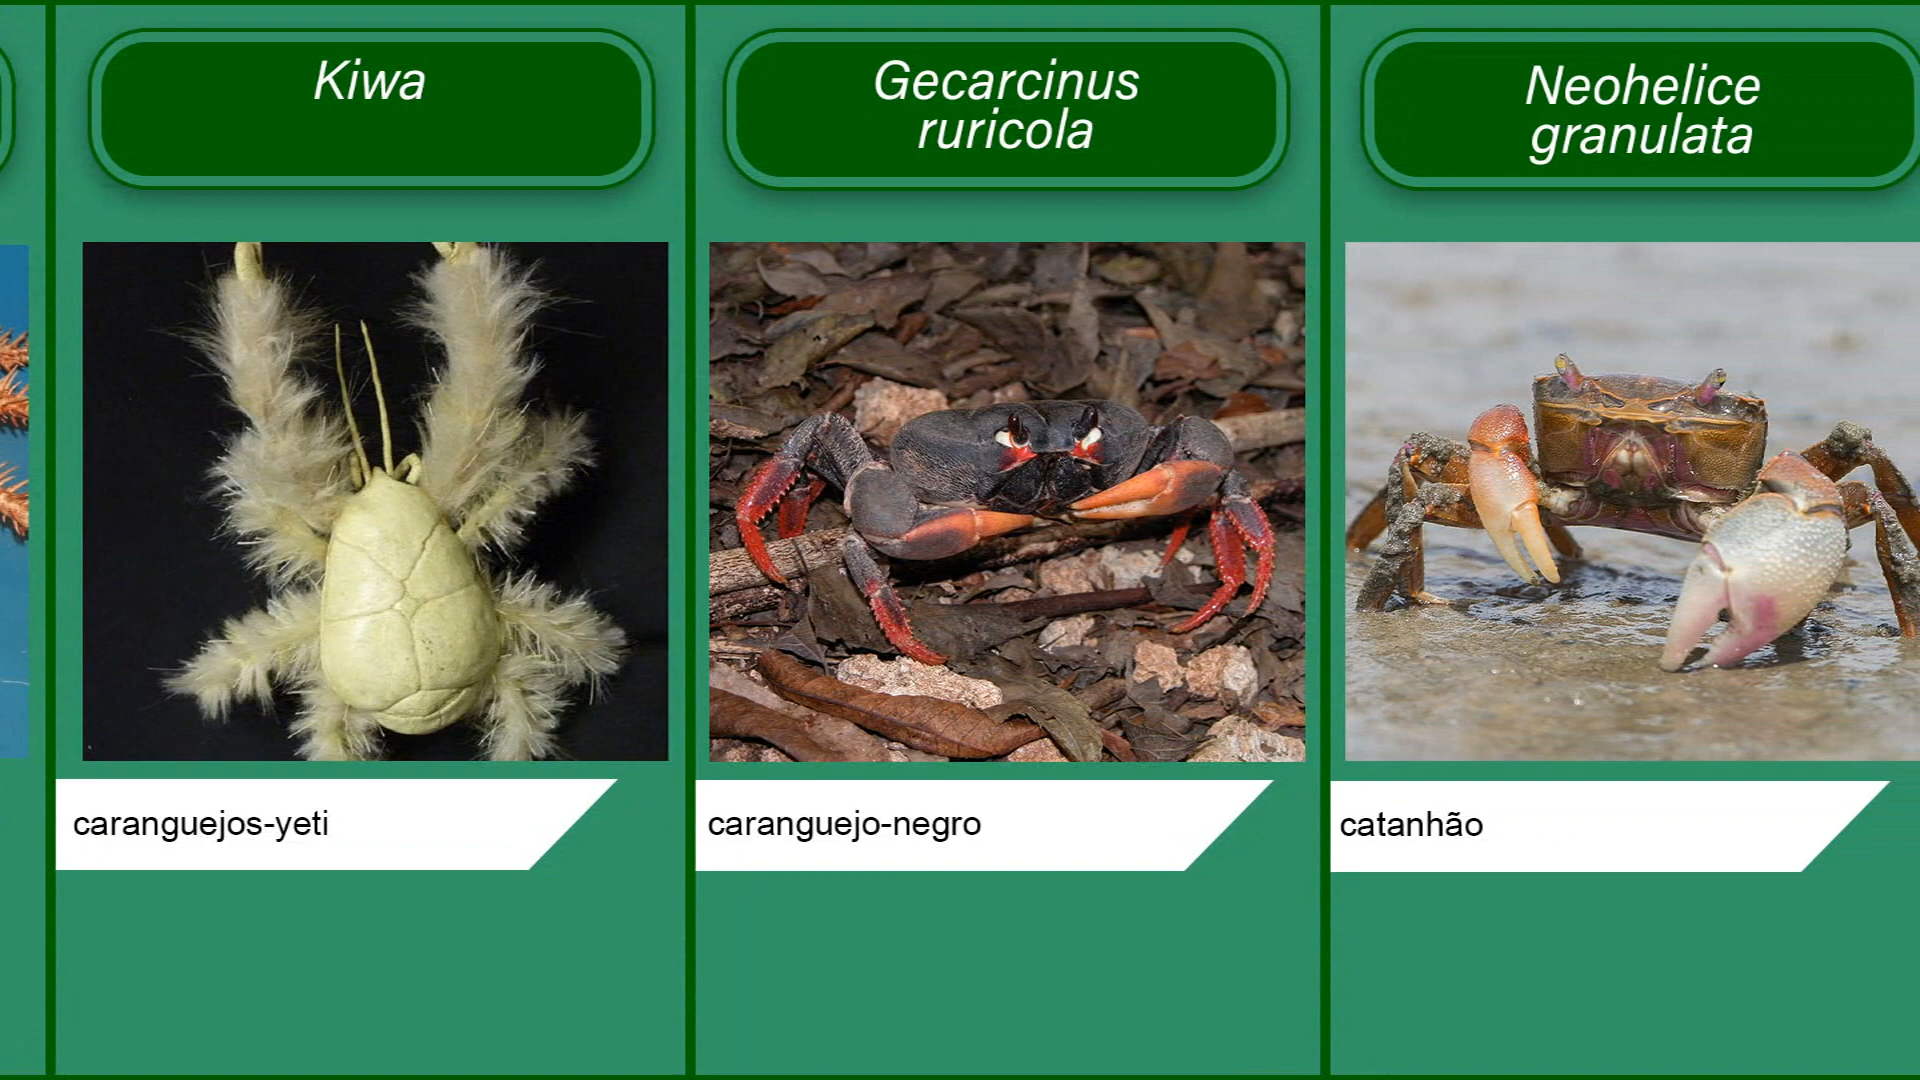 Kiwa
Gecarcinus
ruricola
Neohelice
granulata
caranguejos-yeti
caranguejo-negro
catanhão